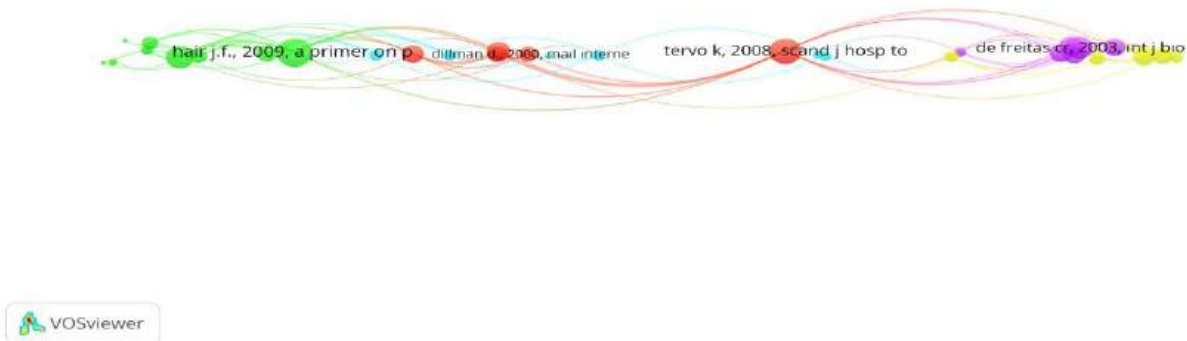 hair j.f., 2009, a primer on p
dillman d., 2000, mail interne
tervo k, 2008, scand j hosp to
de freitas cr, 2003, int j bio
VOSviewer